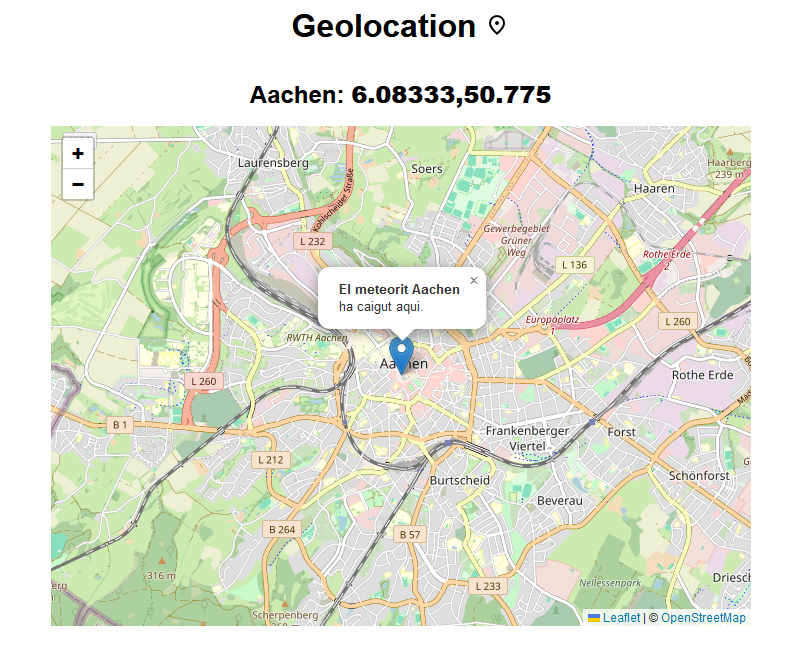 Geolocation
Aachen: 6.08333,50.775
+
−
Laurensberg
Soers
Haarberg
239 m
Haaren
Kohlscheider Straße
Gewerbegebiet
Grüner
Weg
L 232
L 136
Rothe Erde
2
El meteorit Aachen
ha caigut aqui.
×
Europaplatz
1
L 260
RWTH Aachen
Aachen
L 260
Rothe Erde
B 1
Frankenberger
Viertel
Forst
L 212
Burtscheid
Schönforst
Beverau
B 264
B 57
316 m
L 233
Nellessenpark
Driesch
erg
Scherpenberg
Leaflet | © OpenStreetMap